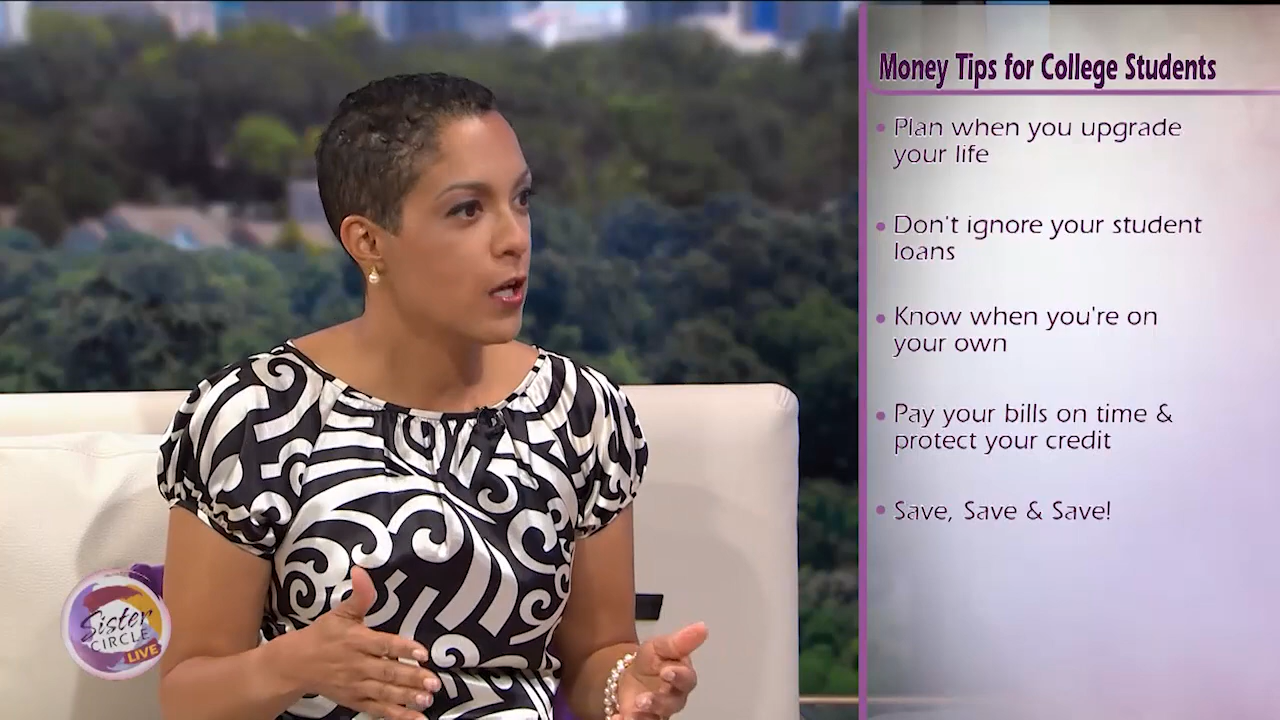 Money Tips for College Students
• Plan when you upgrade
your life
• Don't ignore your student
loans
• Know when you're on
your own
• Pay your bills on time &
protect your credit
• Save, Save & Save!
Sister
CIRCLE
LIVE